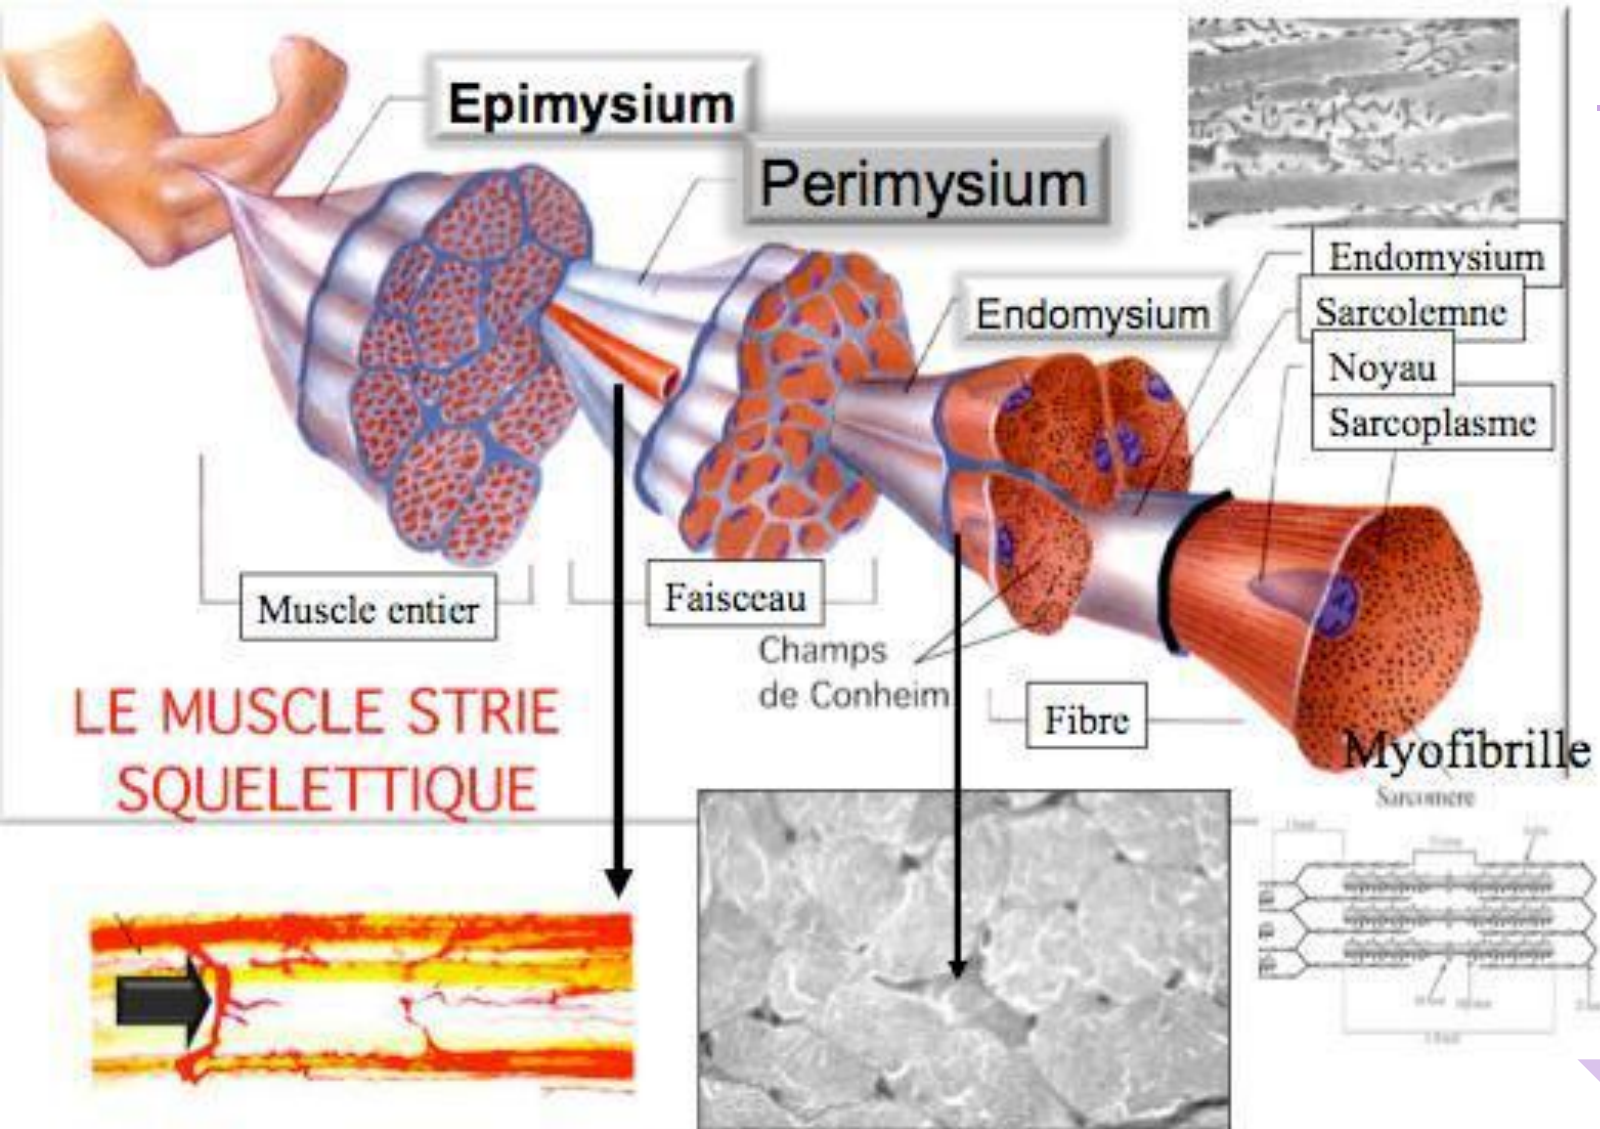 Epimysium
Perimysium
Endomysium
Endomysium
Sarcolemne
Noyau
Sarcoplasme
Muscle entier
Faisceau
Champs
de Conheim
Fibre
LE MUSCLE STRIE
SQUELETTIQUE
Myofibrille
Sarcomere